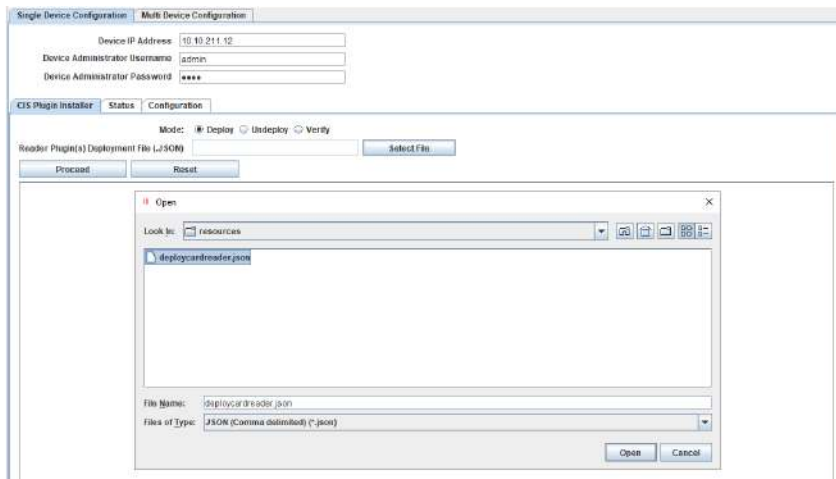 Single Device Configuration Multi Device Configuration
Device IP Address 10.10.211.12
Device Administrator Username admin
Device Administrator Password ●●●●
CIS Plugin Installer Status Configuration
Mode: Deploy Undeploy Verify
Reader Plugin(s) Deployment File (.JSON) Select File
Proceed Reset
Open
Look In: resources
deploycardreader.json
File Name: deploycardreader.json
Files of Type: JSON (Comma delimited) (*.json)
Open Cancel